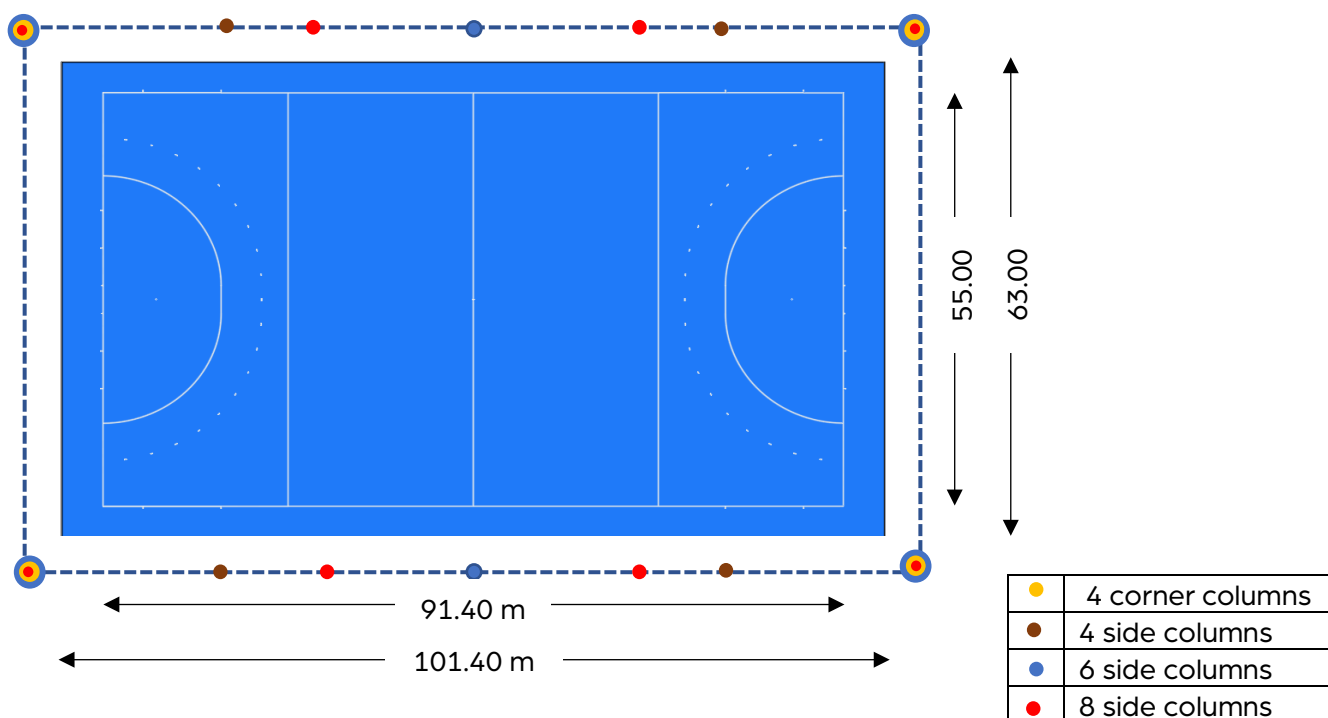 55.00
63.00
91.40 m
101.40 m
4 corner columns
4 side columns
6 side columns
8 side columns